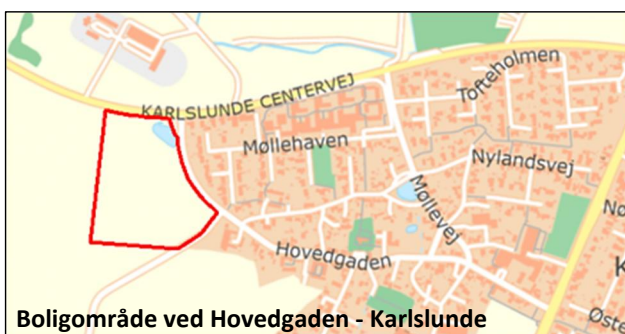 KARLSLUNDE CENTERVEJ
Tofteholmen
Møllehaven
Nylandsvej
Møllevej
Hovedgaden
Boligområde ved Hovedgaden - Karlslunde